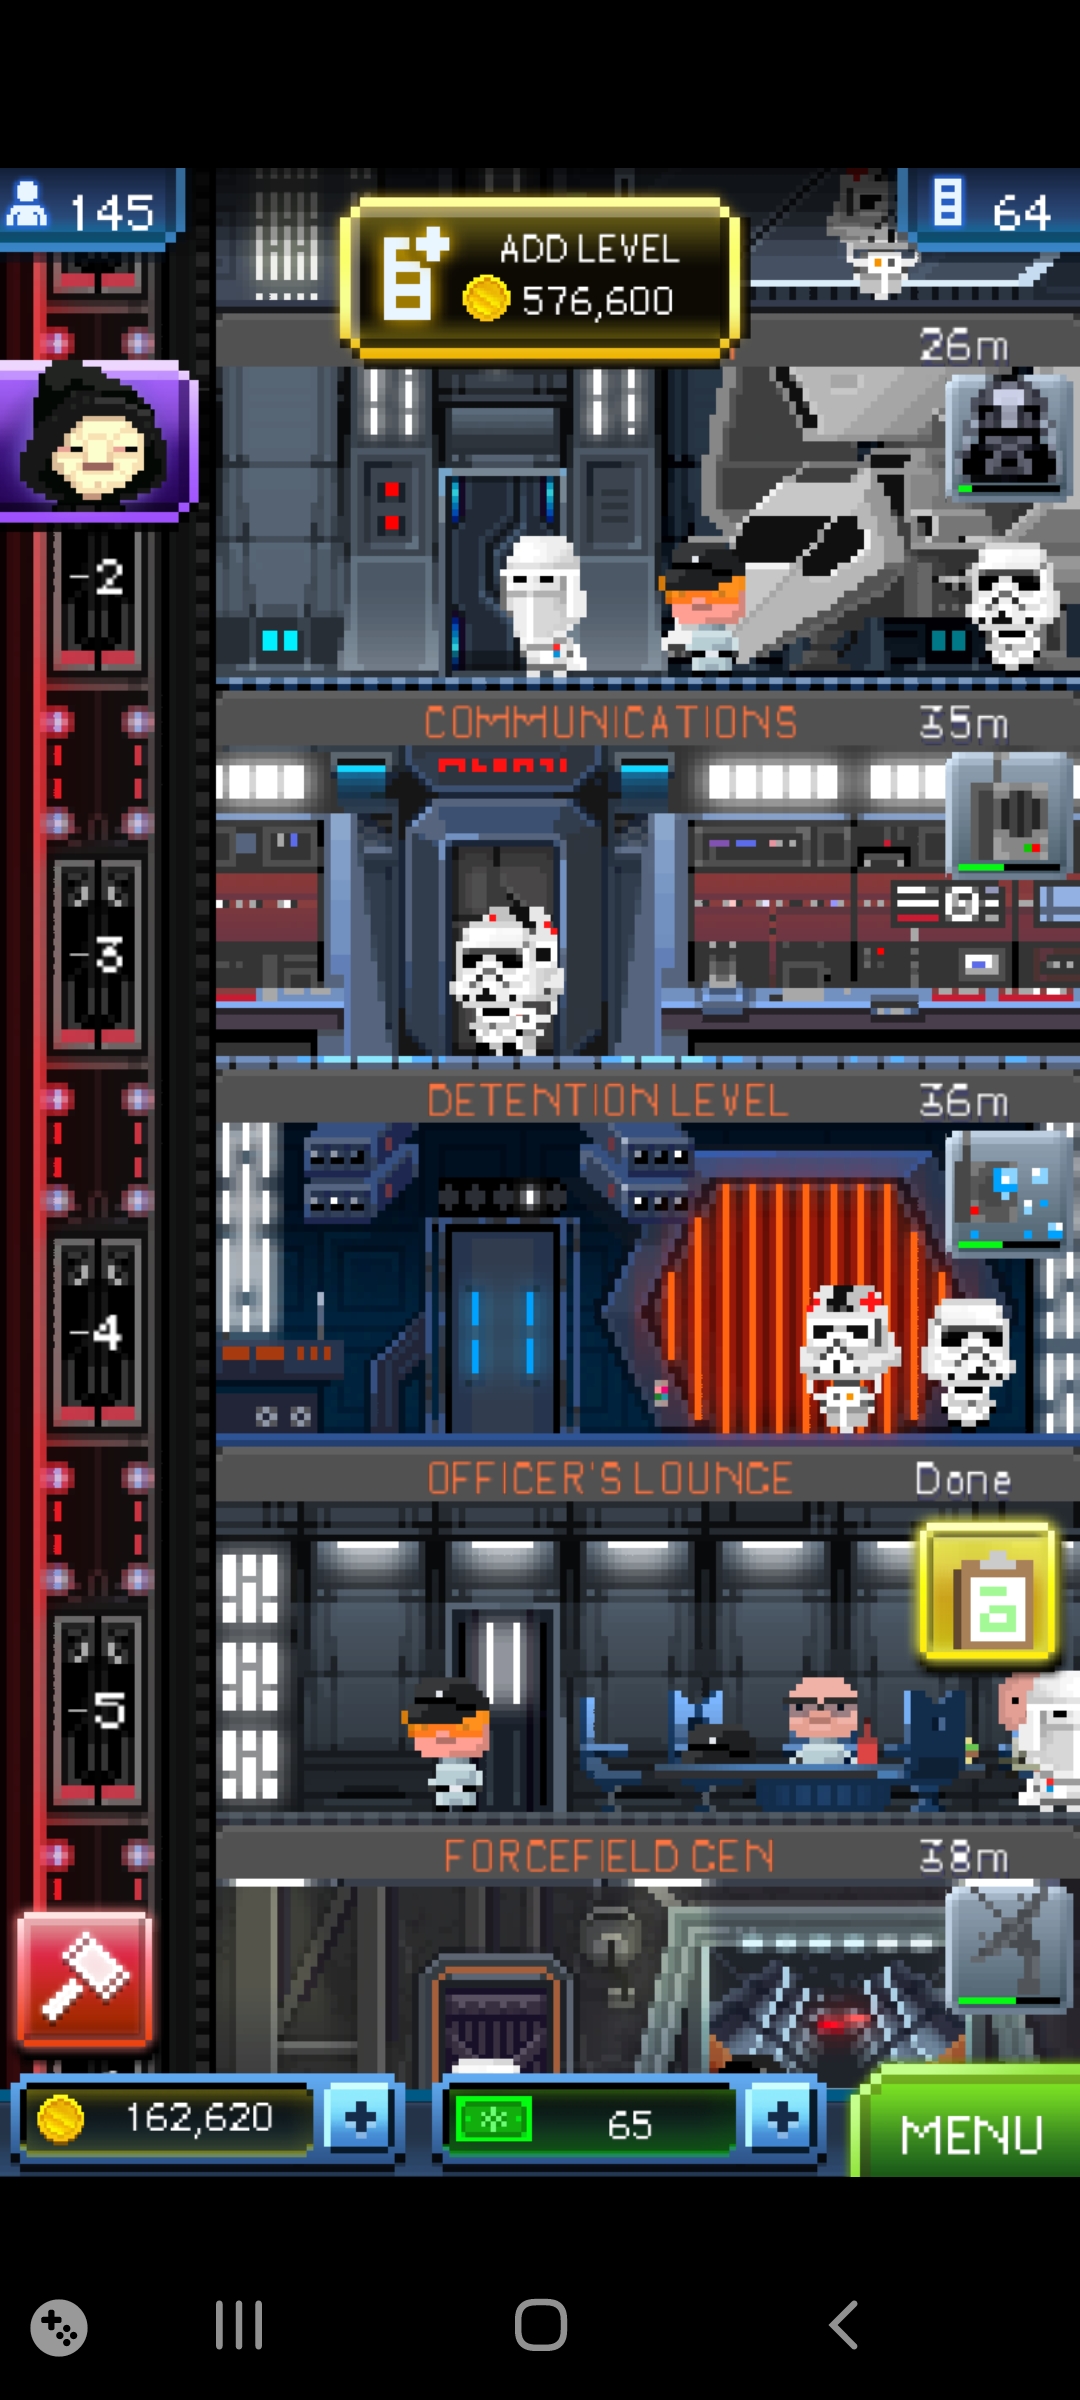 145
ADD LEVEL
576,600
64
26m
-2
COMMUNICATIONS
35m
-3
DETENTION LEVEL
36m
-4
OFFICER'S LOUNGE
Done
-5
FORCEFIELD GEN
38m
162,620
65
MENU